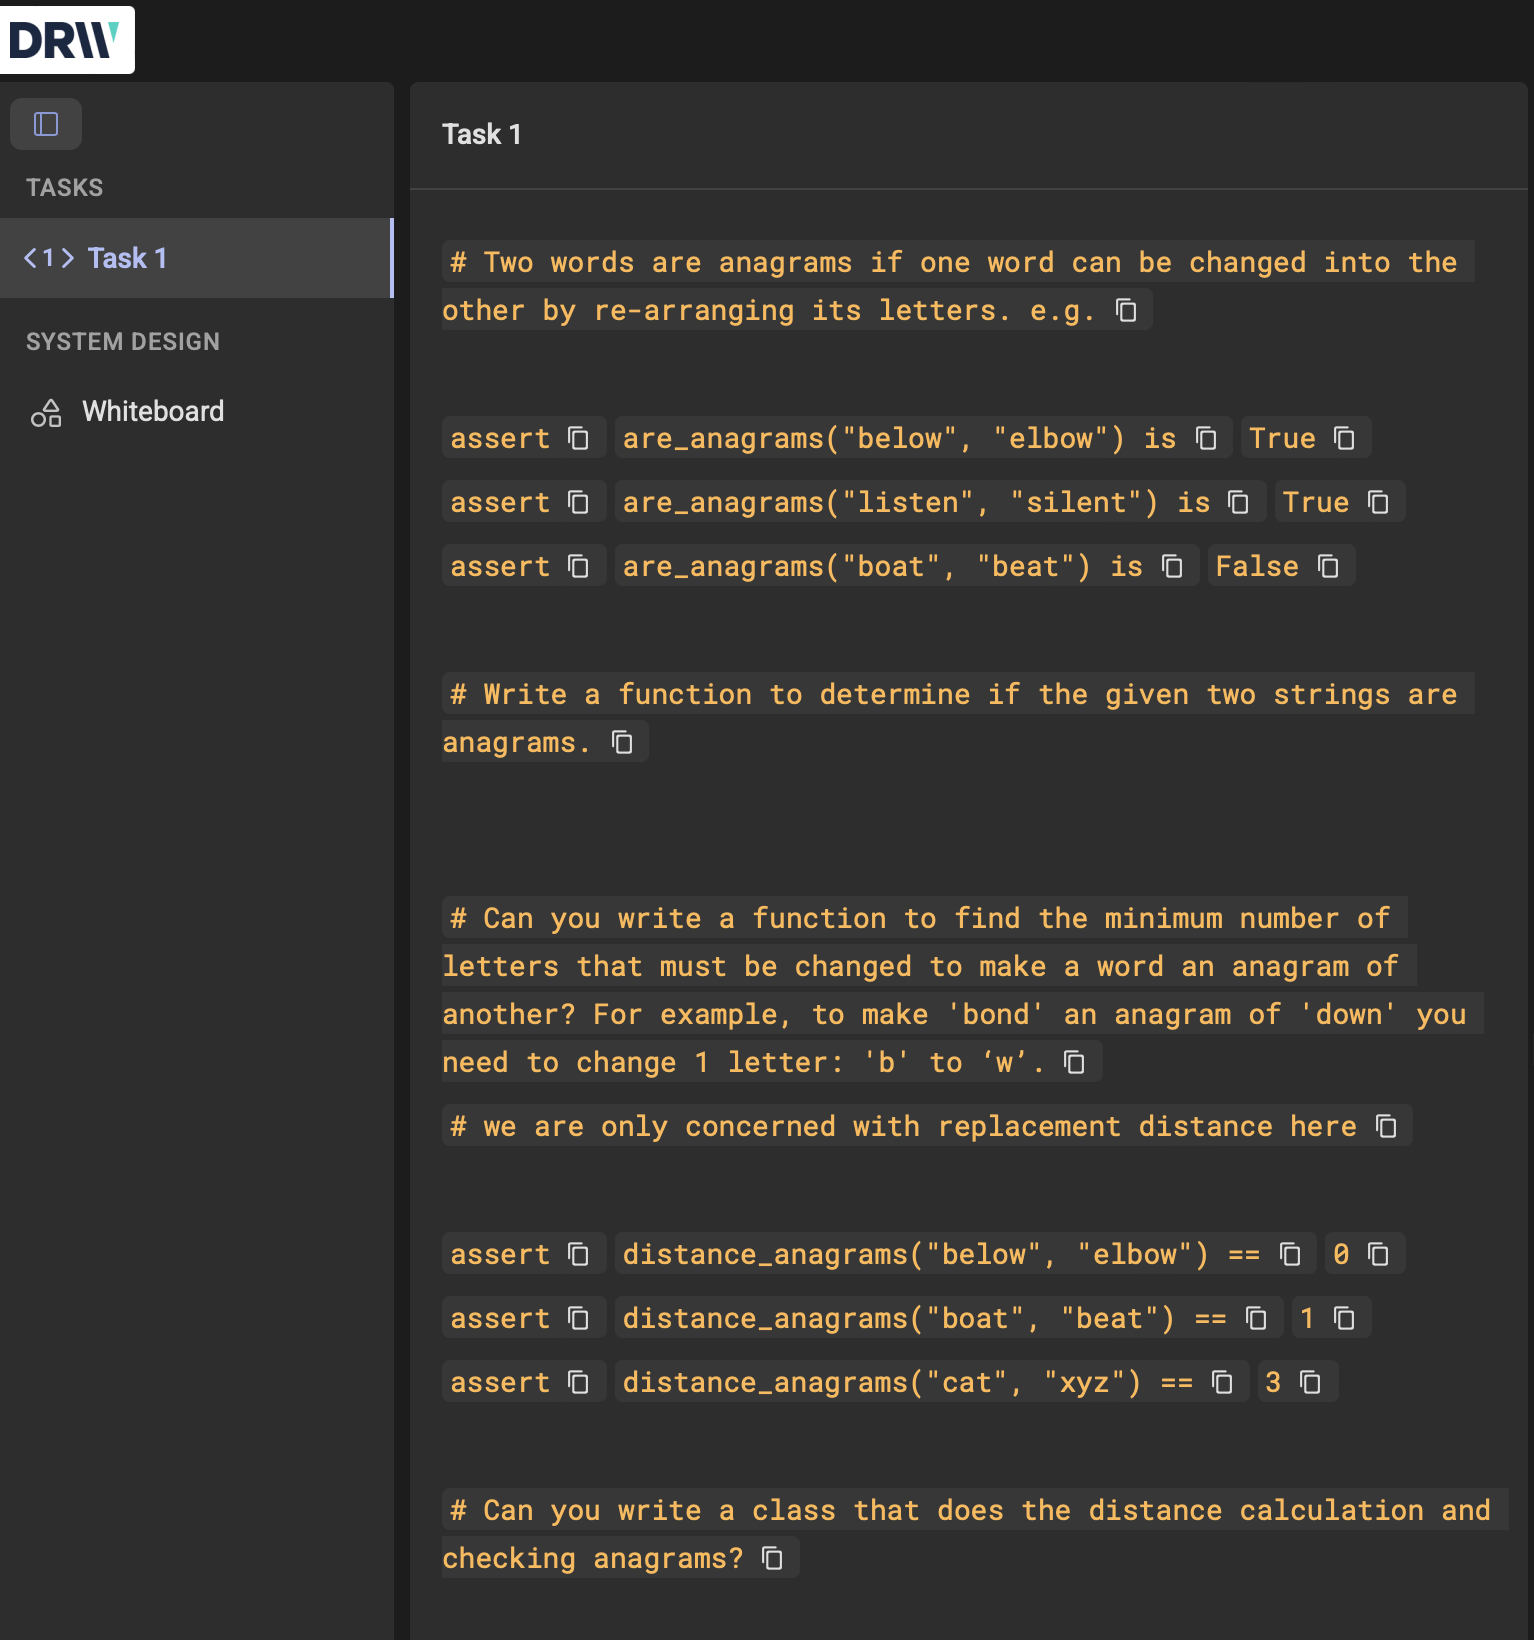 DRW
TASKS
<1> Task 1
SYSTEM DESIGN
Whiteboard
Task 1
# Two words are anagrams if one word can be changed into the
other by re-arranging its letters. e.g.
assert are_anagrams("below", "elbow") is True
assert are_anagrams("listen", "silent") is True
assert are_anagrams("boat", "beat") is False
# Write a function to determine if the given two strings are
anagrams.
# Can you write a function to find the minimum number of
letters that must be changed to make a word an anagram of
another? For example, to make 'bond' an anagram of 'down' you
need to change 1 letter: 'b' to ‘w’.
# we are only concerned with replacement distance here
assert distance_anagrams("below", "elbow") == 0
assert distance_anagrams("boat", "beat") == 1
assert distance_anagrams("cat", "xyz") == 3
# Can you write a class that does the distance calculation and
checking anagrams?